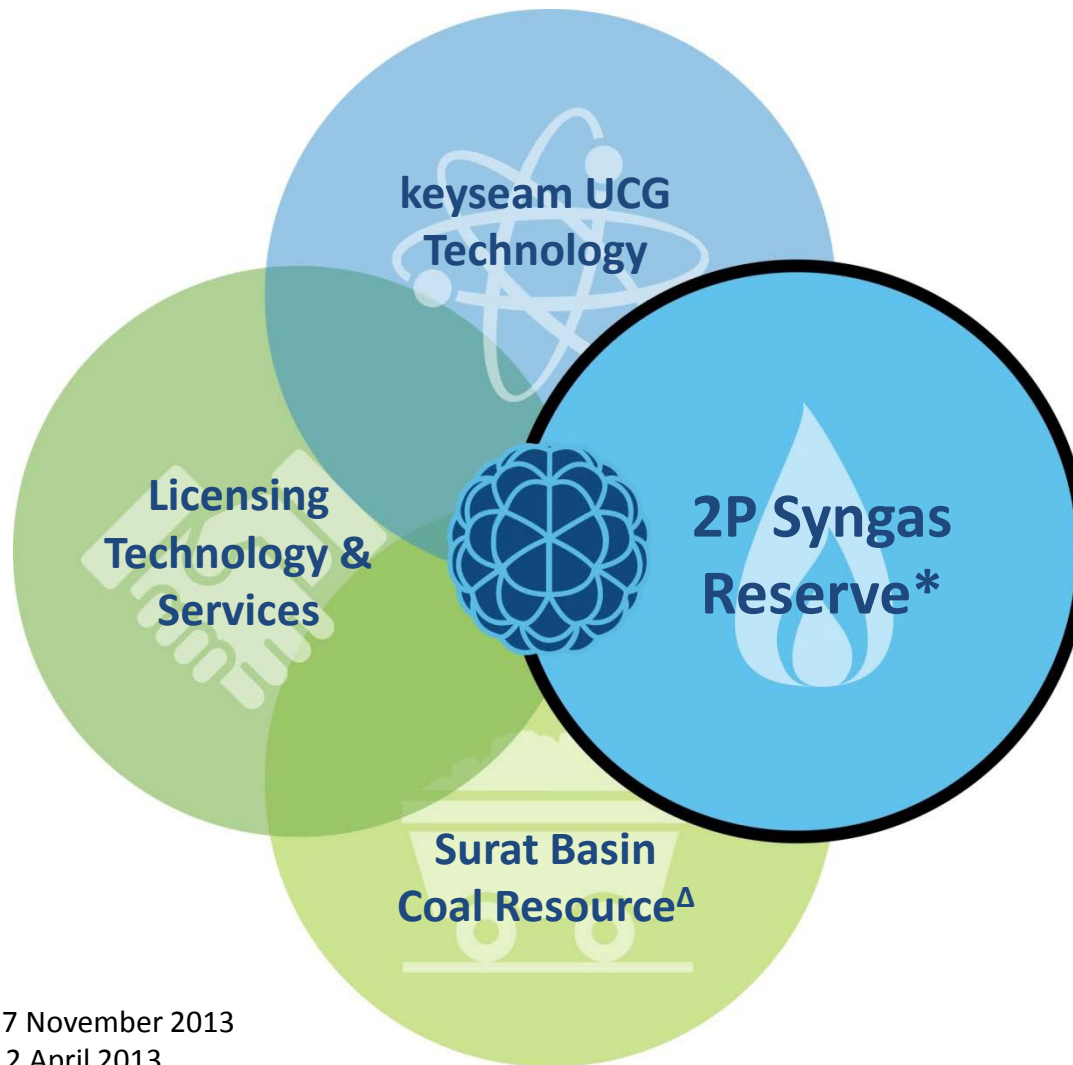 keyseam UCG
Technology
Licensing
Technology &
Services
2P Syngas
Reserve*
Surat Basin
Coal ResourceΔ
7 November 2013
2 April 2013